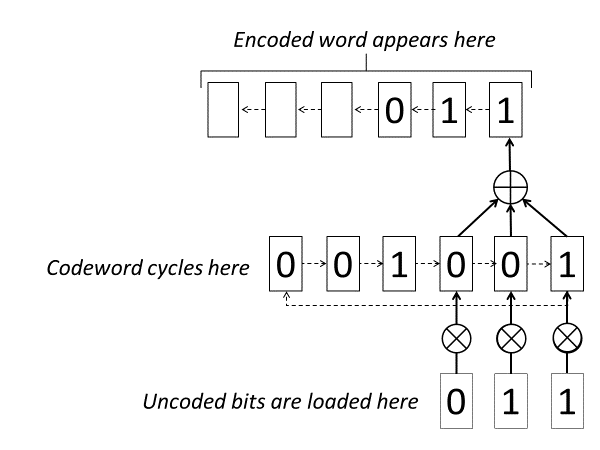 Encoded word appears here
0 1 1
Codeword cycles here 0 0 1 0 0 1
Uncoded bits are loaded here 0 1 1